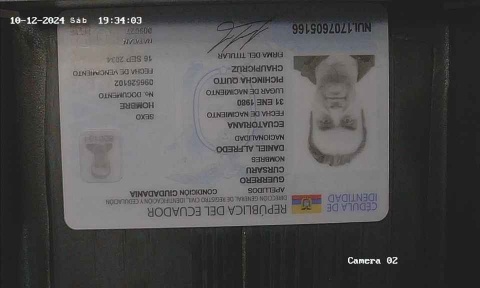 10-12-2024 Sáb 19:34:03
CÉDULA DE IDENTIDAD
REPÚBLICA DEL ECUADOR
DIRECCIÓN GENERAL DE REGISTRO CIVIL, IDENTIFICACIÓN Y CEDULACIÓN
APELLIDOS
CONDICIÓN CIUDADANÍA
GUERRERO
CURSARU
NOMBRES
DANIEL ALFREDO
NACIONALIDAD
ECUATORIANA
FECHA DE NACIMIENTO
31 ENE 1980
LUGAR DE NACIMIENTO
PICHINCHA QUITO
CHAUPICRUZ
FIRMA DEL TITULAR
SEXO
HOMBRE
No. DOCUMENTO
096526102
FECHA DE VENCIMIENTO
18 SEP 2034
NAT/CAN
NUI.1707605166
Camera 02